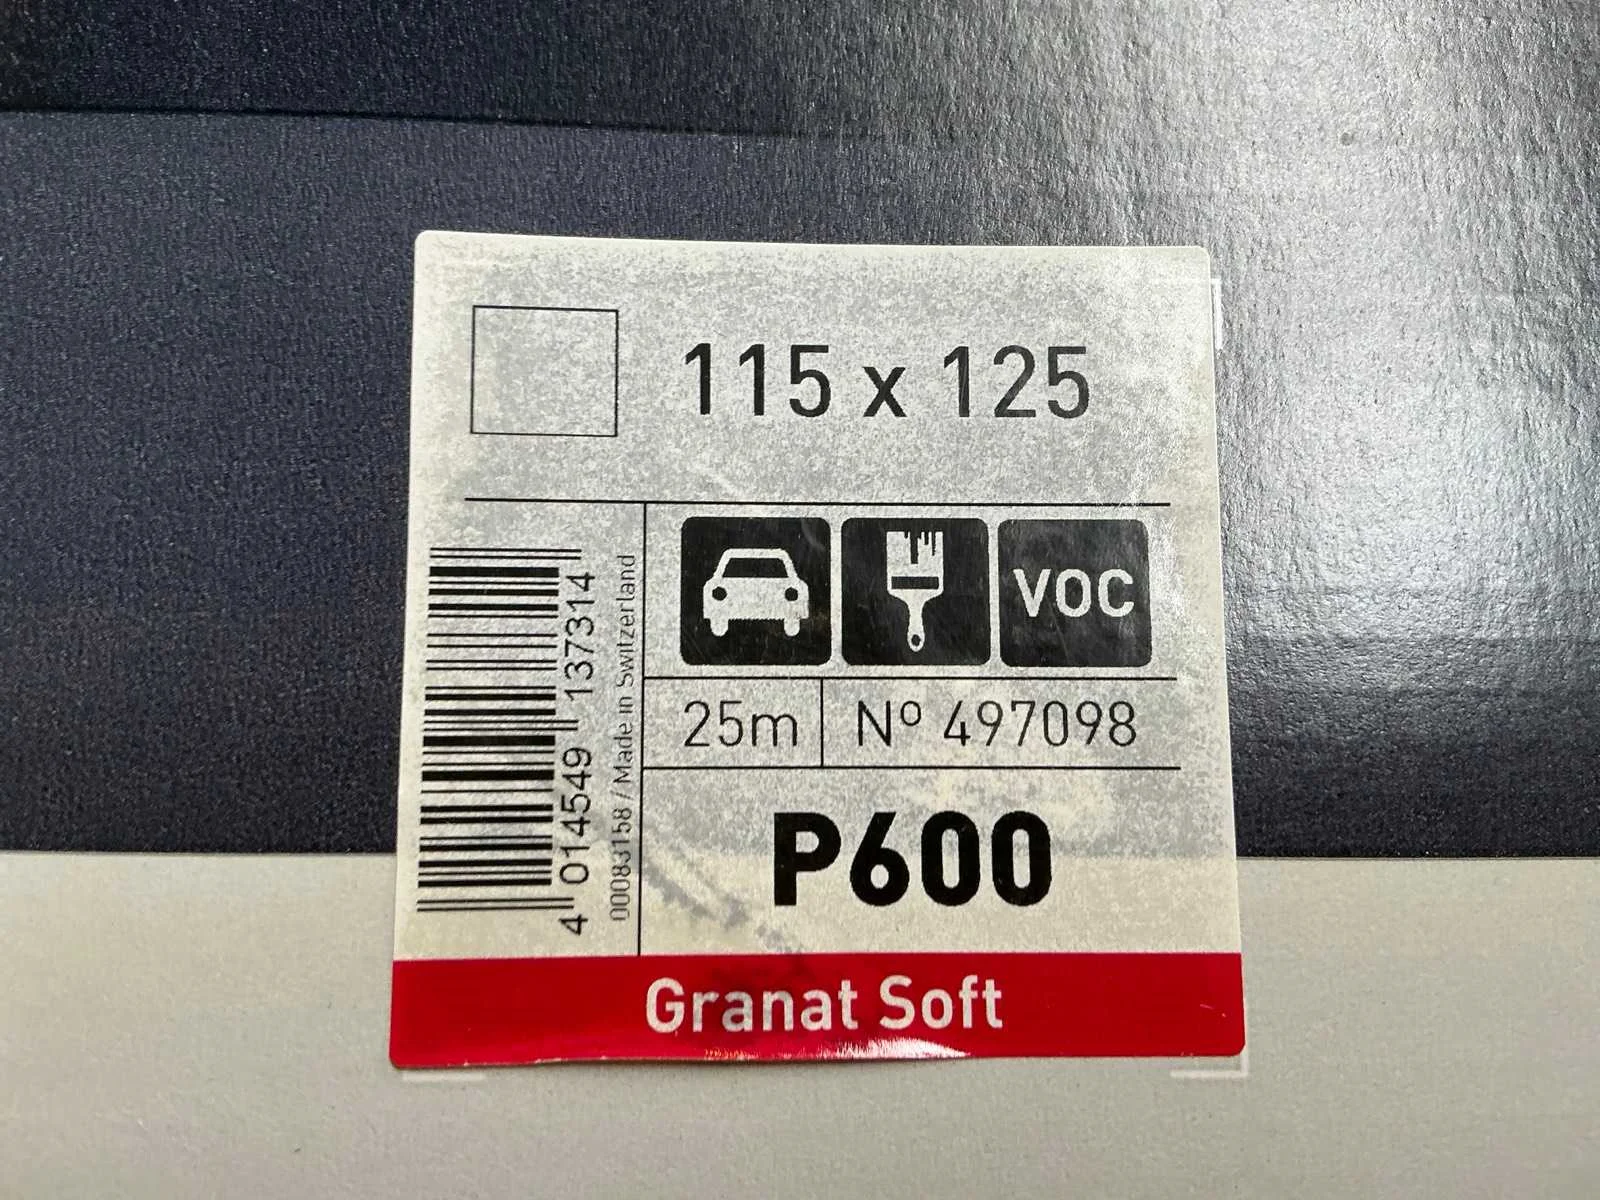 115 x 125
VOC
25m
Nº 497098
P600
4 014549 137314
00083158 / Made in Switzerland
Granat Soft